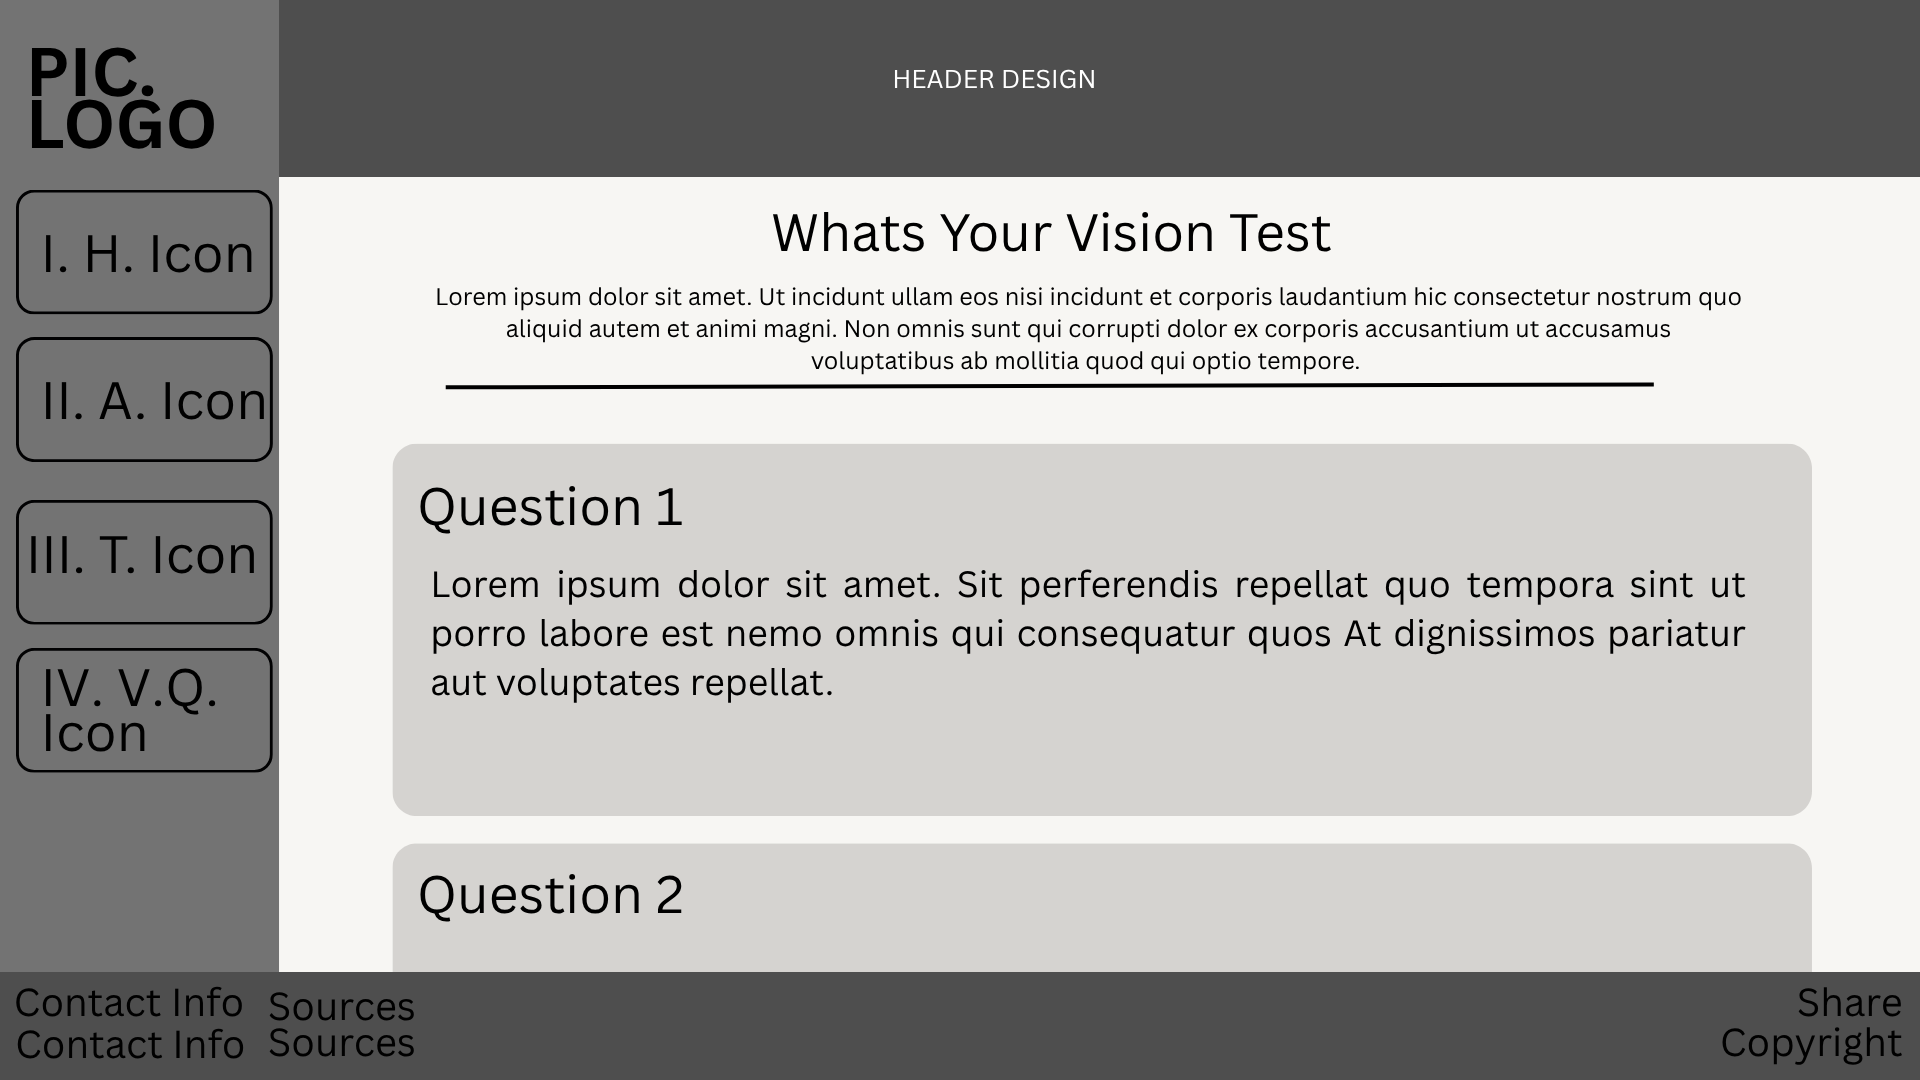 PIC.
LOGO
HEADER DESIGN
I. H. Icon
II. A. Icon
III. T. Icon
IV. V.Q.
Icon
Whats Your Vision Test
Lorem ipsum dolor sit amet. Ut incidunt ullam eos nisi incidunt et corporis laudantium hic consectetur nostrum quo
aliquid autem et animi magni. Non omnis sunt qui corrupti dolor ex corporis accusantium ut accusamus
voluptatibus ab mollitia quod qui optio tempore.
Question 1
Lorem ipsum dolor sit amet. Sit perferendis repellat quo tempora sint ut
porro labore est nemo omnis qui consequatur quos At dignissimos pariatur
aut voluptates repellat.
Question 2
Contact Info
Contact Info
Sources
Sources
Share
Copyright